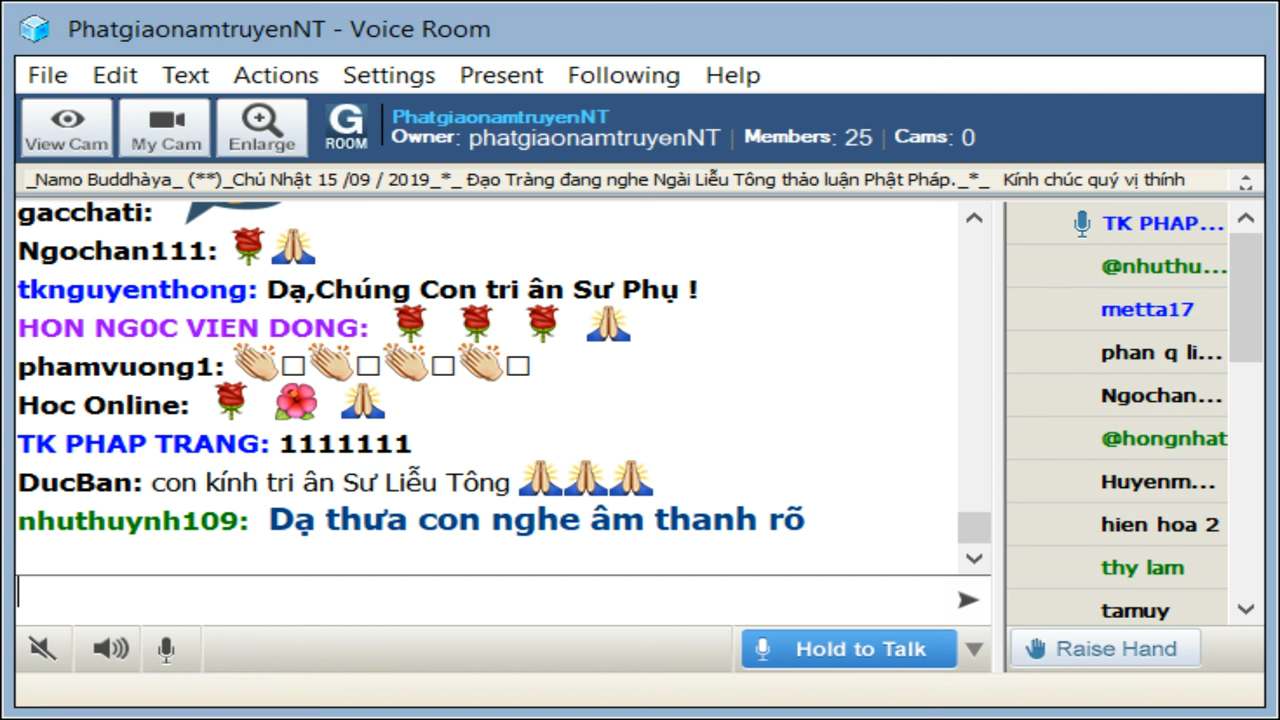 PhatgiaonamtruyenNT - Voice Room
File Edit Text Actions Settings Present Following Help
View Cam My Cam Enlarge G ROOM
PhatgiaonamtruyenNT
Owner: phatgiaonamtruyenNT | Members: 25 | Cams: 0
_Namo Buddhàya_ (**)_Chủ Nhật 15 /09 / 2019_*_ Đạo Tràng đang nghe Ngài Liễu Tông thảo luận Phật Pháp._*_ Kính chúc quý vị thính
gacchati:
Ngochan111:
tknguyenthong: Dạ,Chúng Con tri ân Sư Phụ !
HON NG0C VIEN DONG:
phamvuong1:
Hoc Online:
TK PHAP TRANG: 1111111
DucBan: con kính tri ân Sư Liễu Tông
nhuthuynh109: Dạ thưa con nghe âm thanh rõ
TK PHAP...
@nhuthu...
metta17
phan q li...
Ngochan...
@hongnhat
Huyenm...
hien hoa 2
thy lam
tamuy
Hold to Talk
Raise Hand